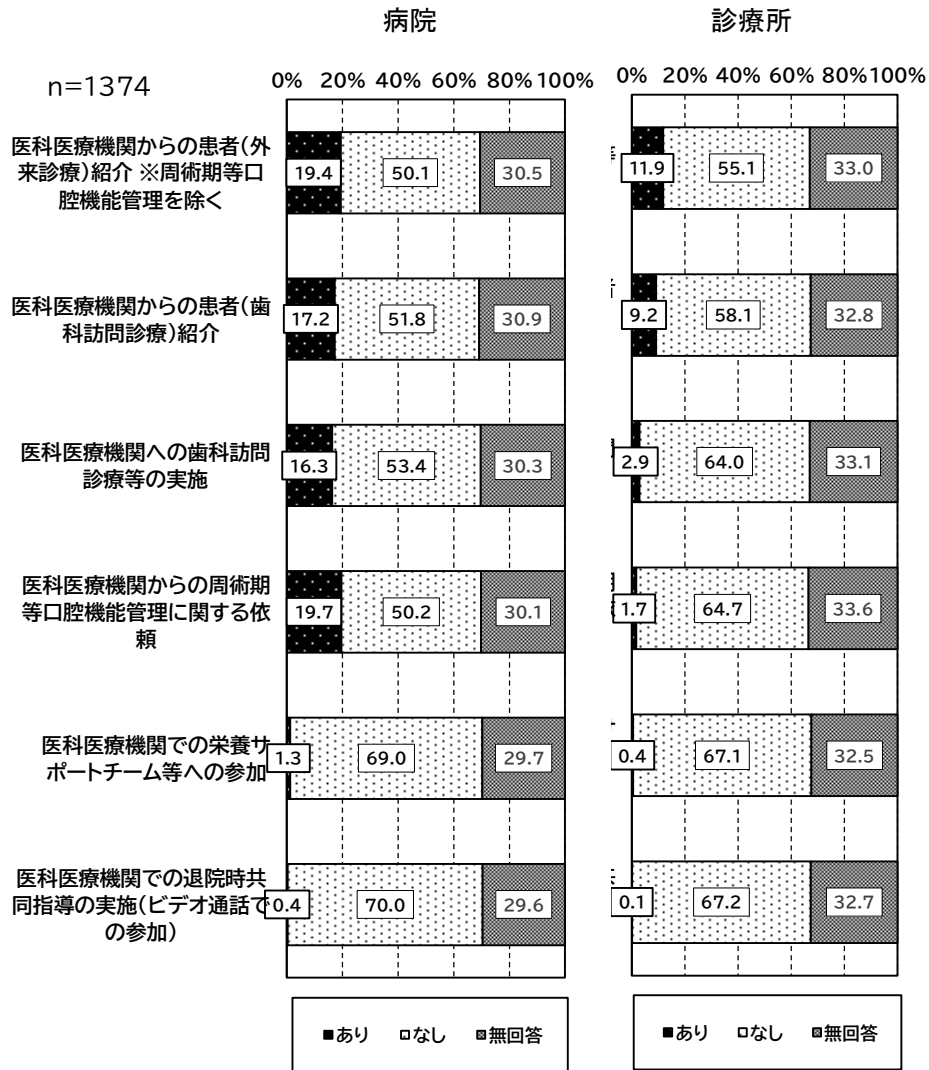 病院
診療所
n=1374
0% 20% 40% 60% 80% 100%
0% 20% 40% 60% 80% 100%
医科医療機関からの患者(外
来診療)紹介 ※周術期等口
腔機能管理を除く
19.4 50.1 30.5
11.9 55.1 33.0
医科医療機関からの患者(歯
科訪問診療)紹介
17.2 51.8 30.9
9.2 58.1 32.8
医科医療機関への歯科訪問
診療等の実施
16.3 53.4 30.3
2.9 64.0 33.1
医科医療機関からの周術期
等口腔機能管理に関する依
頼
19.7 50.2 30.1
1.7 64.7 33.6
医科医療機関での栄養サ
ポートチーム等への参加
1.3 69.0 29.7
0.4 67.1 32.5
医科医療機関での退院時共
同指導の実施(ビデオ通話で
の参加)
0.4 70.0 29.6
0.1 67.2 32.7
■あり □なし ■無回答
■あり □なし ■無回答